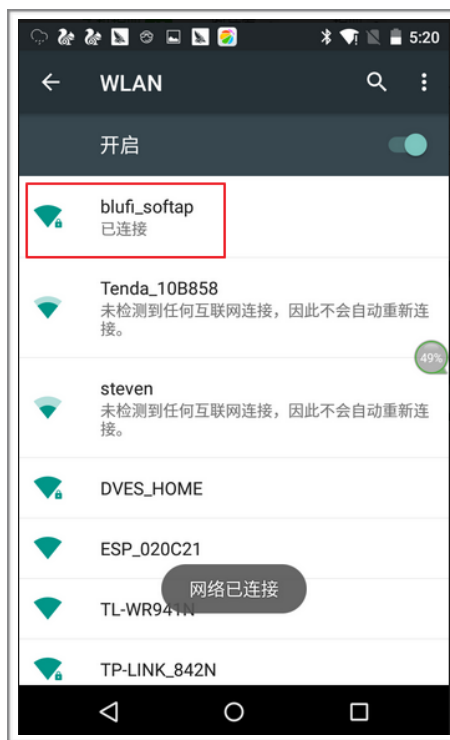 5:20
WLAN
开启
blufi_softap
已连接
Tenda_10B858
未检测到任何互联网连接，因此不会自动重新连
接。
49%
steven
未检测到任何互联网连接，因此不会自动重新连
接。
DVES_HOME
ESP_020C21
网络已连接
TL-WR941N
TP-LINK_842N